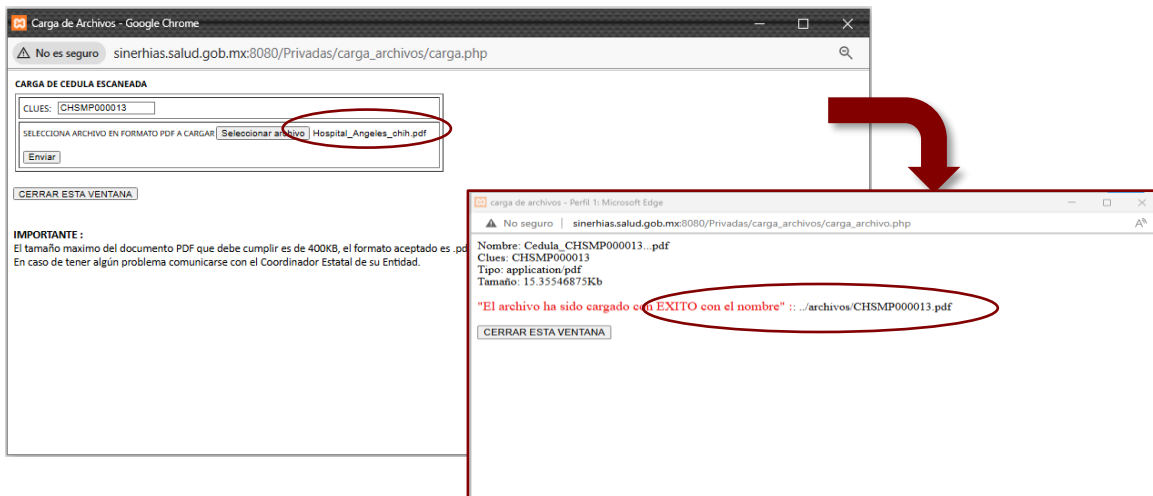 Carga de Archivos - Google Chrome
No es seguro sinerhias.salud.gob.mx:8080/Privadas/carga_archivos/carga.php
CARGA DE CEDULA ESCANEADA
CLUES: CHSMP000013
SELECCIONA ARCHIVO EN FORMATO PDF A CARGAR Seleccionar archivo Hospital_Angeles_chih.pdf
Enviar
CERRAR ESTA VENTANA
IMPORTANTE :
El tamaño maximo del documento PDF que debe cumplir es de 400KB, el formato aceptado es .pd
En caso de tener algún problema comunicarse con el Coordinador Estatal de su Entidad.
carga de archivos - Perfil 1: Microsoft Edge
No seguro | sinerhias.salud.gob.mx:8080/Privadas/carga_archivos/carga_archivo.php
Nombre: Cedula_CHSMP000013...pdf
Clues: CHSMP000013
Tipo: application/pdf
Tamaño: 15.35546875Kb
"El archivo ha sido cargado con EXITO con el nombre" :: ../archivos/CHSMP000013.pdf
CERRAR ESTA VENTANA